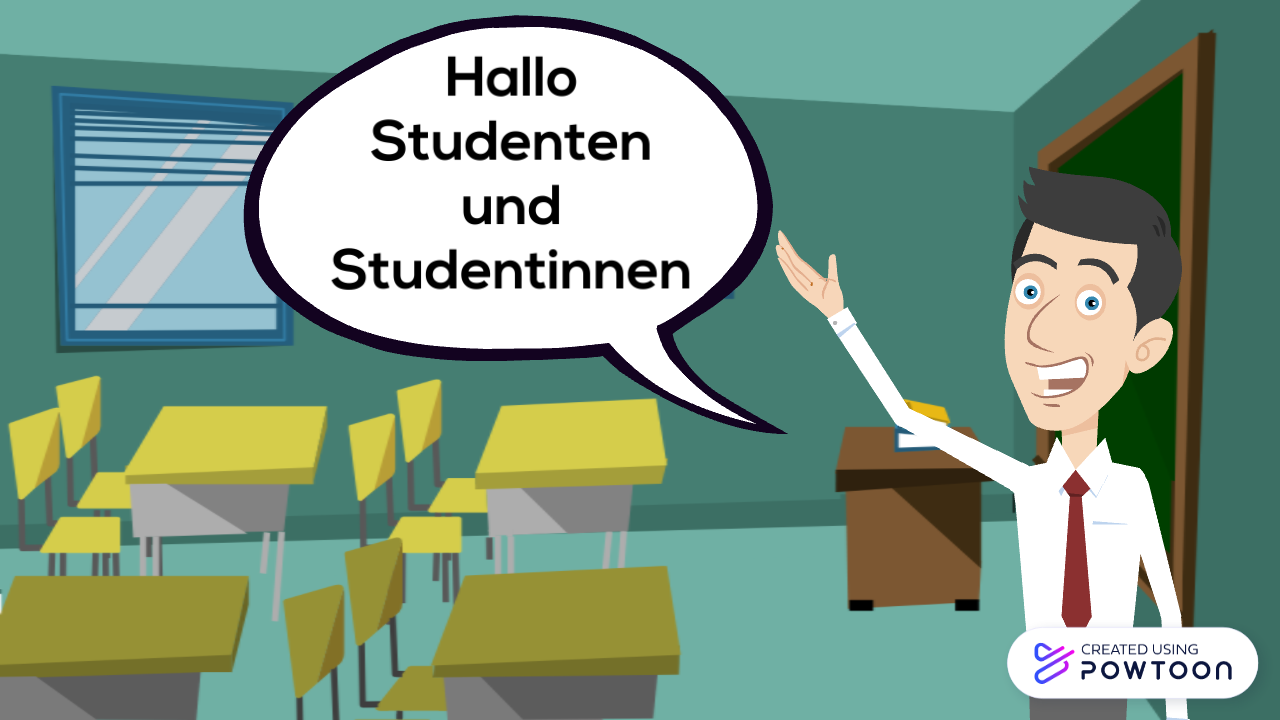 Hallo
Studenten
und
Studentinnen
CREATED USING
POWTOON